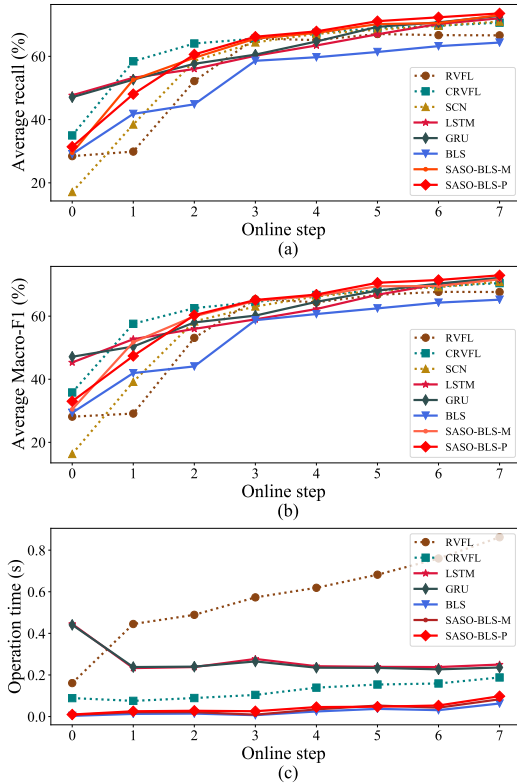 Average recall (%)
60
40
20
0 1 2 3 4 5 6 7
Online step
RVFL
CRVFL
SCN
LSTM
GRU
BLS
SASO-BLS-M
SASO-BLS-P
(a)
Average Macro-F1 (%)
60
40
20
0 1 2 3 4 5 6 7
Online step
RVFL
CRVFL
SCN
LSTM
GRU
BLS
SASO-BLS-M
SASO-BLS-P
(b)
Operation time (s)
0.8
0.6
0.4
0.2
0.0
0 1 2 3 4 5 6 7
Online step
RVFL
CRVFL
LSTM
GRU
BLS
SASO-BLS-M
SASO-BLS-P
(c)